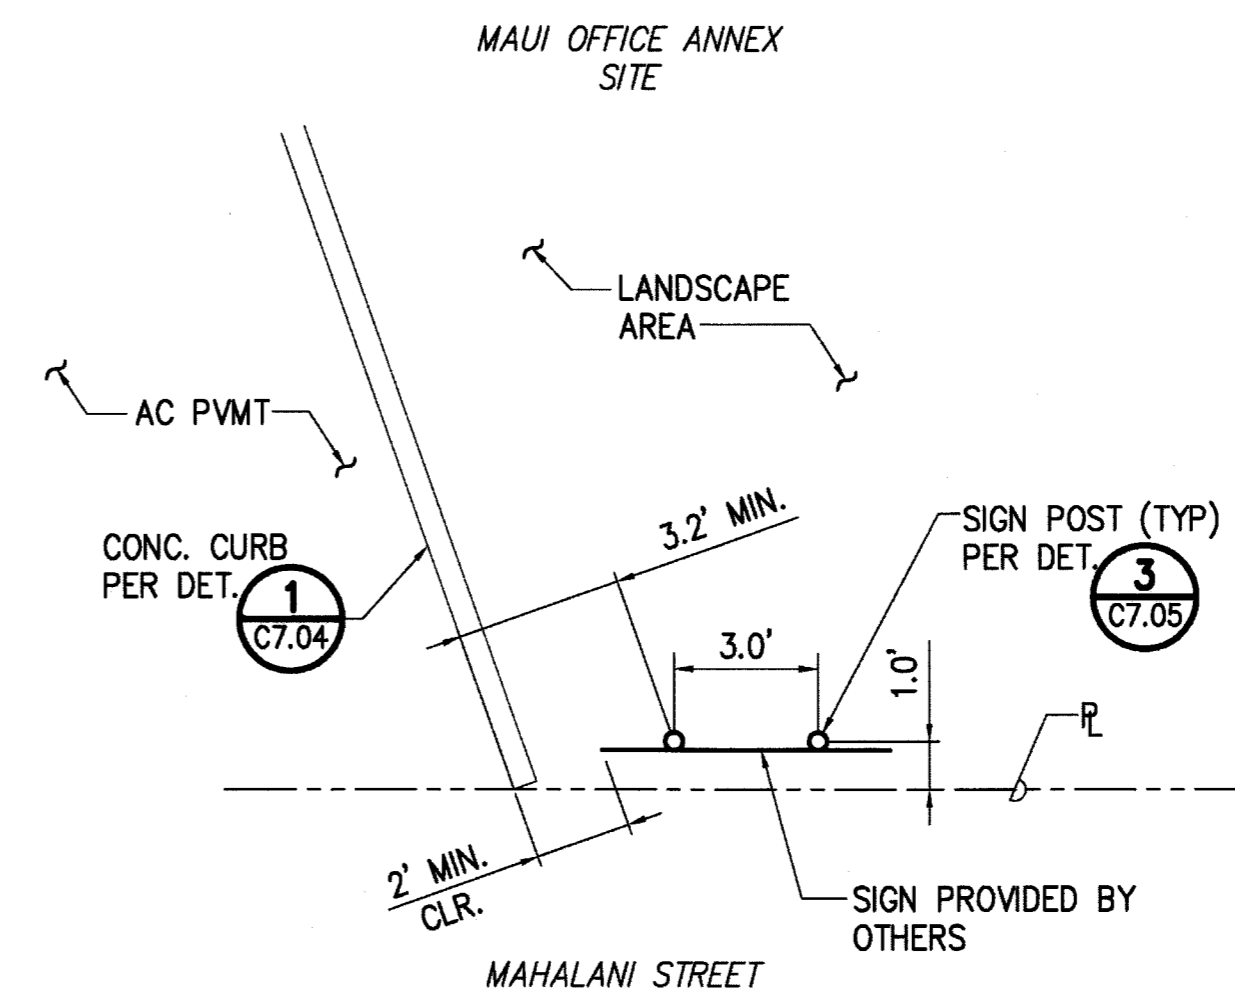 MAUI OFFICE ANNEX
SITE
LANDSCAPE
AREA
AC PVMT
3.2' MIN.
SIGN POST (TYP)
PER DET.
3
C7.05
CONC. CURB
PER DET.
1
C7.04
3.0'
1.0'
PL
2' MIN.
CLR.
SIGN PROVIDED BY
OTHERS
MAHALANI STREET